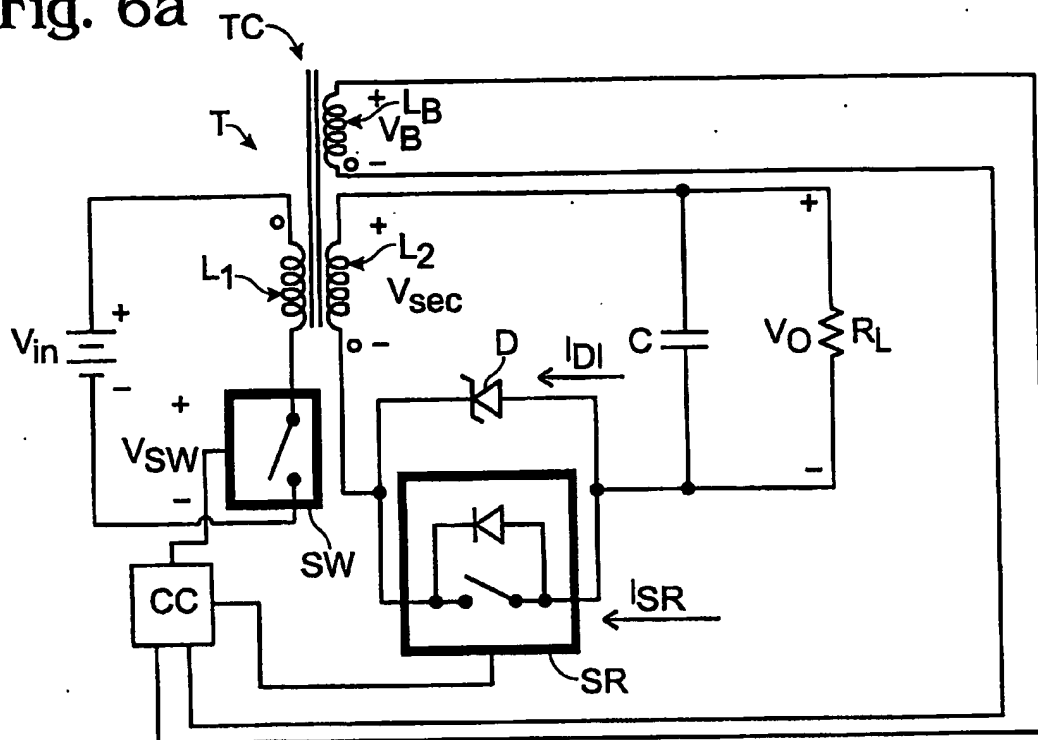 Fig. 6a
TC
+
LB
VB
T
o -
o
+
+
L1
L2
Vsec
Vin
+
-
o -
D
IDI
C
VO
RL
+
VSW
-
-
SW
CC
ISR
SR